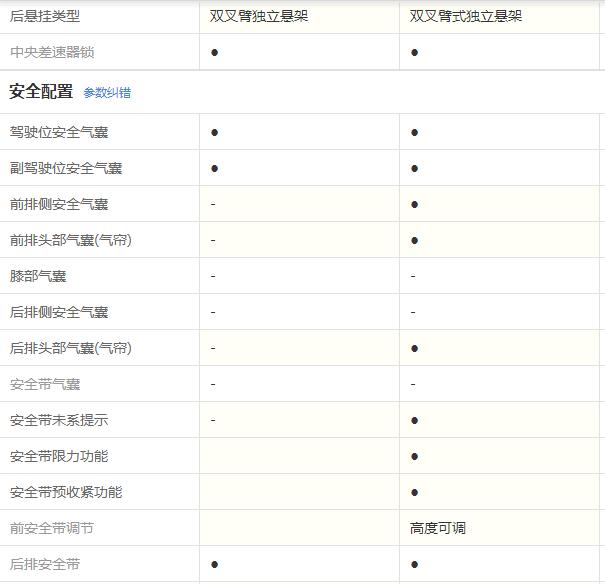 后悬挂类型 双叉臂独立悬架 双叉臂式独立悬架
中央差速器锁 ● ●
安全配置 参数纠错
驾驶位安全气囊 ● ●
副驾驶位安全气囊 ● ●
前排侧安全气囊 - ●
前排头部气囊(气帘) - ●
膝部气囊 - -
后排侧安全气囊 - -
后排头部气囊(气帘) - ●
安全带气囊 - -
安全带未系提示 - ●
安全带限力功能 ●
安全带预收紧功能 ●
前安全带调节 高度可调
后排安全带 ● ●